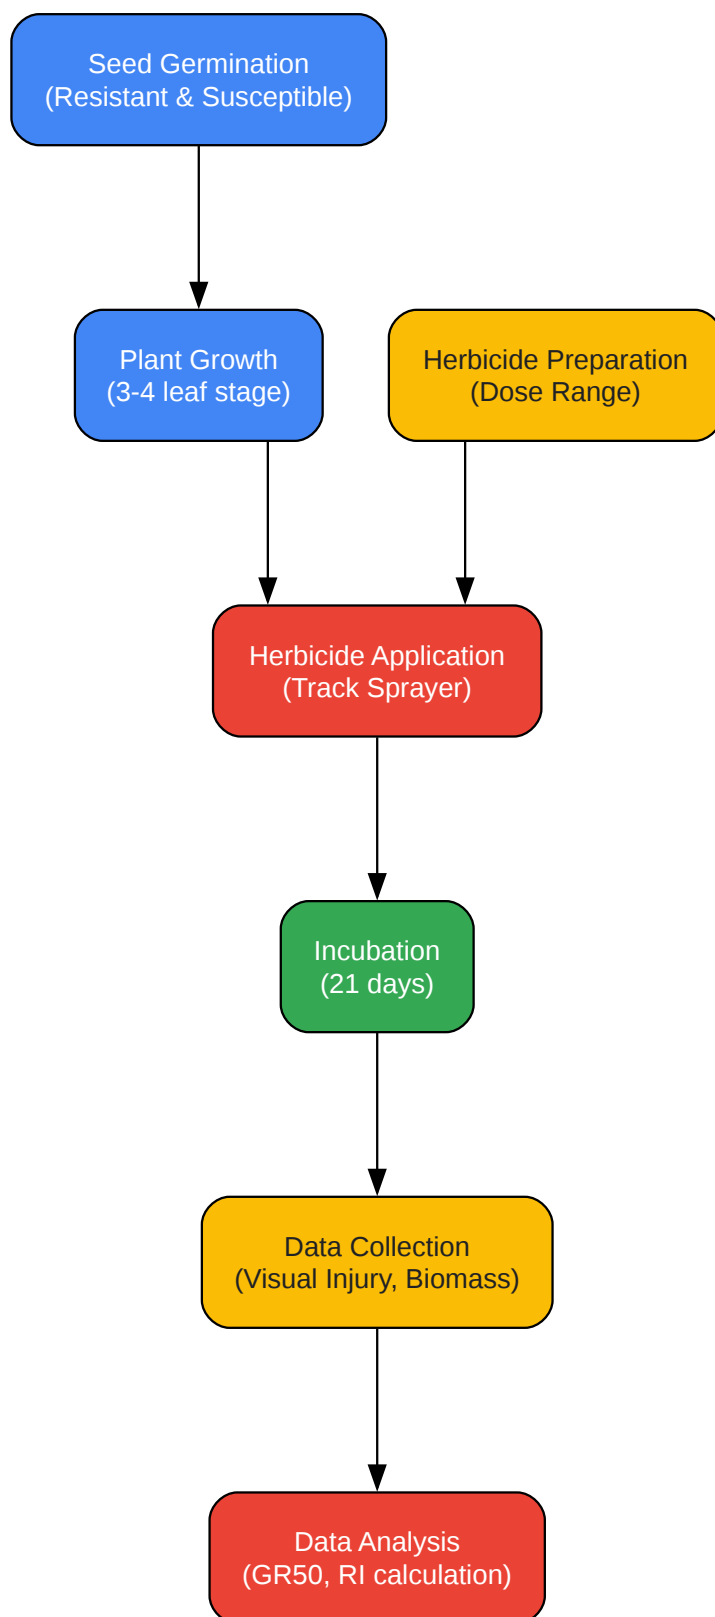 Seed Germination
(Resistant & Susceptible)
Plant Growth
(3-4 leaf stage)
Herbicide Preparation
(Dose Range)
Herbicide Application
(Track Sprayer)
Incubation
(21 days)
Data Collection
(Visual Injury, Biomass)
Data Analysis
(GR50, RI calculation)